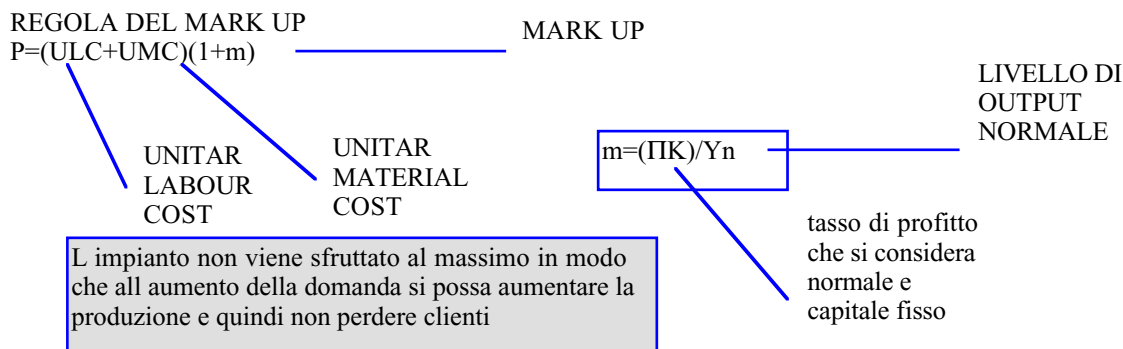 REGOLA DEL MARK UP
P=(ULC+UMC)(1+m)
MARK UP
LIVELLO DI
OUTPUT
NORMALE
UNITAR
LABOUR
COST
UNITAR
MATERIAL
COST
m=(ΠK)/Yn
tasso di profitto
che si considera
normale e
capitale fisso
L impianto non viene sfruttato al massimo in modo
che all aumento della domanda si possa aumentare la
produzione e quindi non perdere clienti